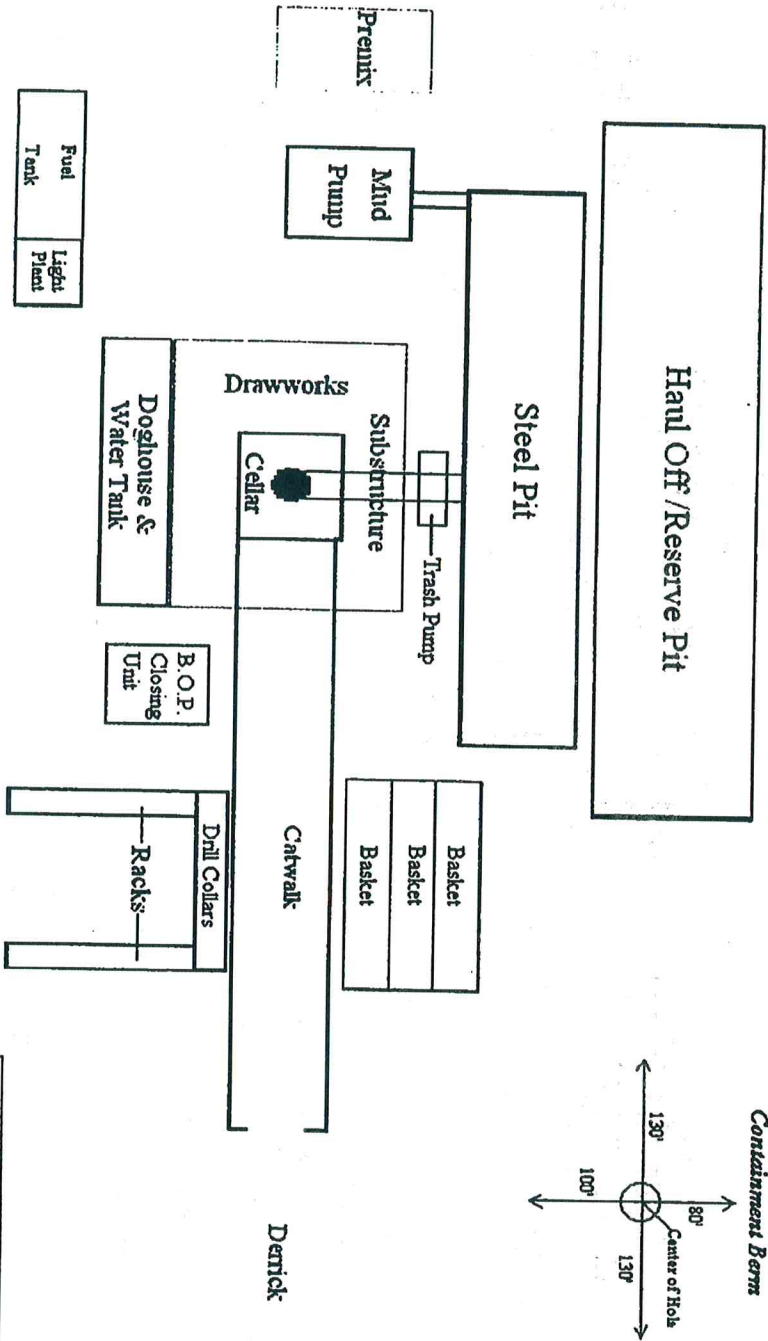 Containment Berm
130'
80'
Center of Hole
100'
130'
Haul Off /Reserve Pit
Premix
Mud
Pump
Steel Pit
Fuel
Tank
Light
Plant
Drawworks
Substructure
Cellar
Trash Pump
Doghouse &
Water Tank
B.O.P.
Closing
Unit
Basket
Basket
Basket
Catwalk
Drill Collars
Racks
Derrick